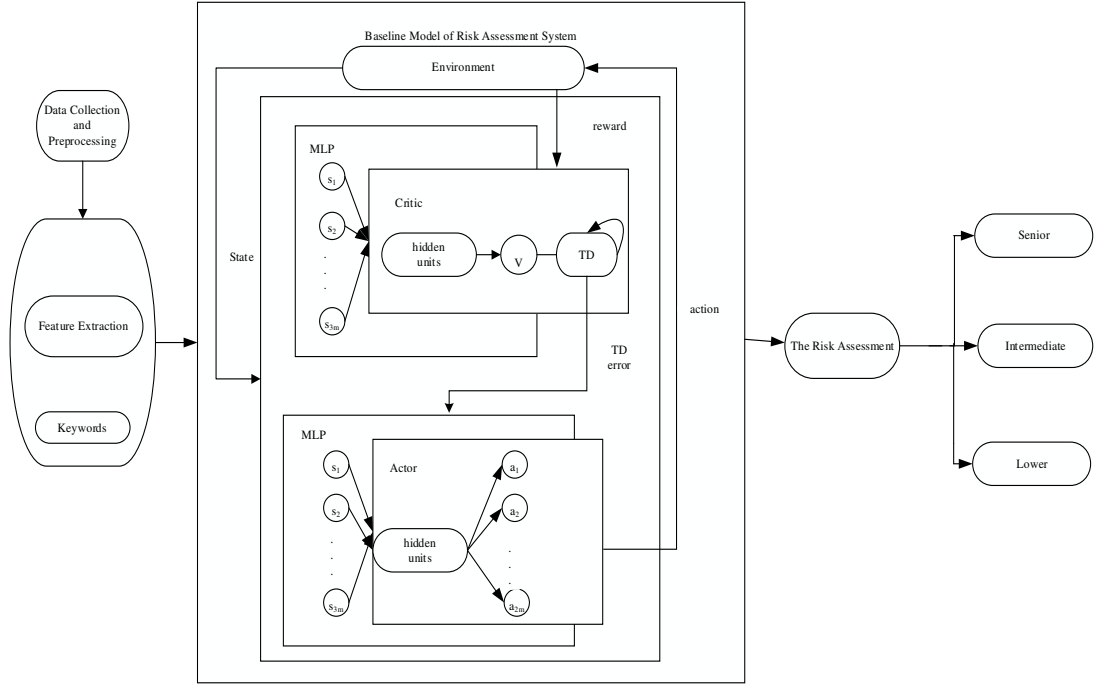 Baseline Model of Risk Assessment System
Environment
Data Collection
and
Preprocessing
reward
MLP
s1
Critic
s2
hidden
units
V
TD
State
.
.
.
s3m
Feature Extraction
Keywords
action
TD
error
The Risk Assessment
Senior
Intermediate
Lower
MLP
s1
Actor
a1
s2
a2
.
.
.
hidden
units
.
.
.
s3m
a2m